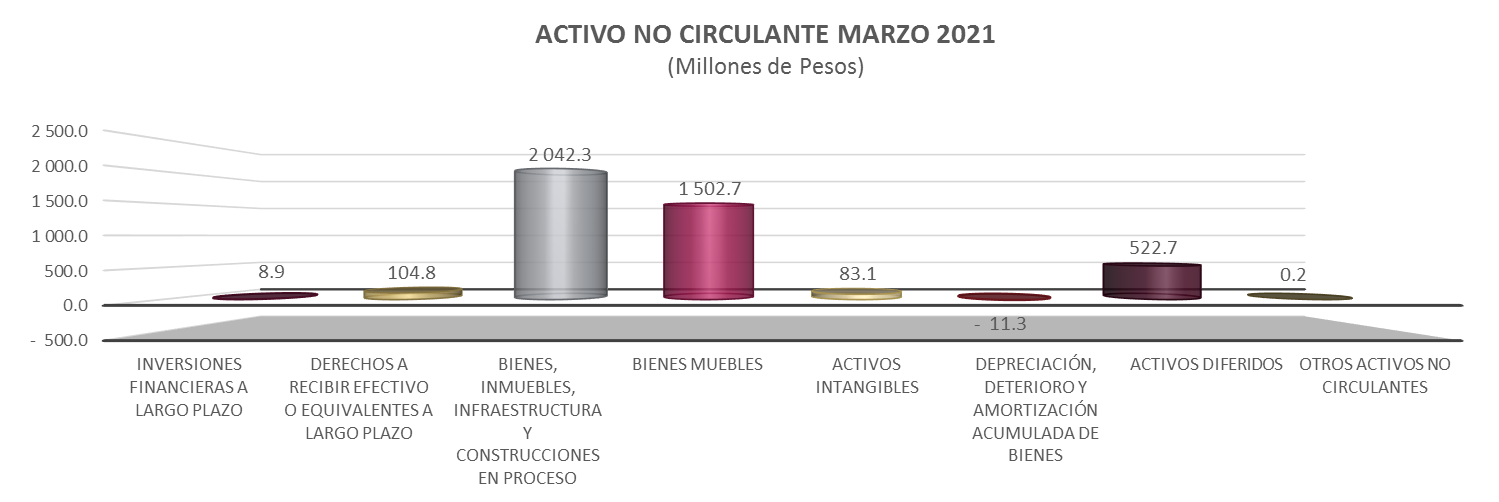 ACTIVO NO CIRCULANTE MARZO 2021
(Millones de Pesos)
2 500.0
2 000.0
1 500.0
1 000.0
500.0
0.0
- 500.0
8.9
104.8
2 042.3
1 502.7
83.1
- 11.3
522.7
0.2
INVERSIONES
FINANCIERAS A
LARGO PLAZO
DERECHOS A
RECIBIR EFECTIVO
O EQUIVALENTES A
LARGO PLAZO
BIENES,
INMUEBLES,
INFRAESTRUCTURA
Y
CONSTRUCCIONES
EN PROCESO
BIENES MUEBLES
ACTIVOS
INTANGIBLES
DEPRECIACIÓN,
DETERIORO Y
AMORTIZACIÓN
ACUMULADA DE
BIENES
ACTIVOS DIFERIDOS
OTROS ACTIVOS NO
CIRCULANTES